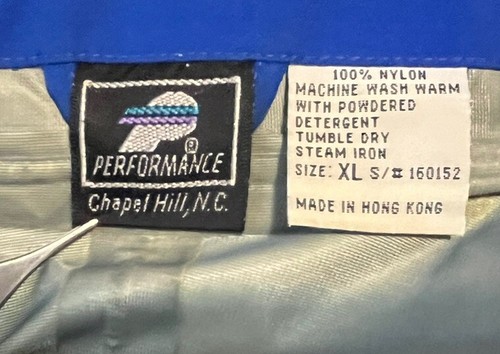 ®
PERFORMANCE
Chapel Hill, N.C.
100% NYLON
MACHINE WASH WARM
WITH POWDERED
DETERGENT
TUMBLE DRY
STEAM IRON
SIZE: XL S/# 160152
MADE IN HONG KONG